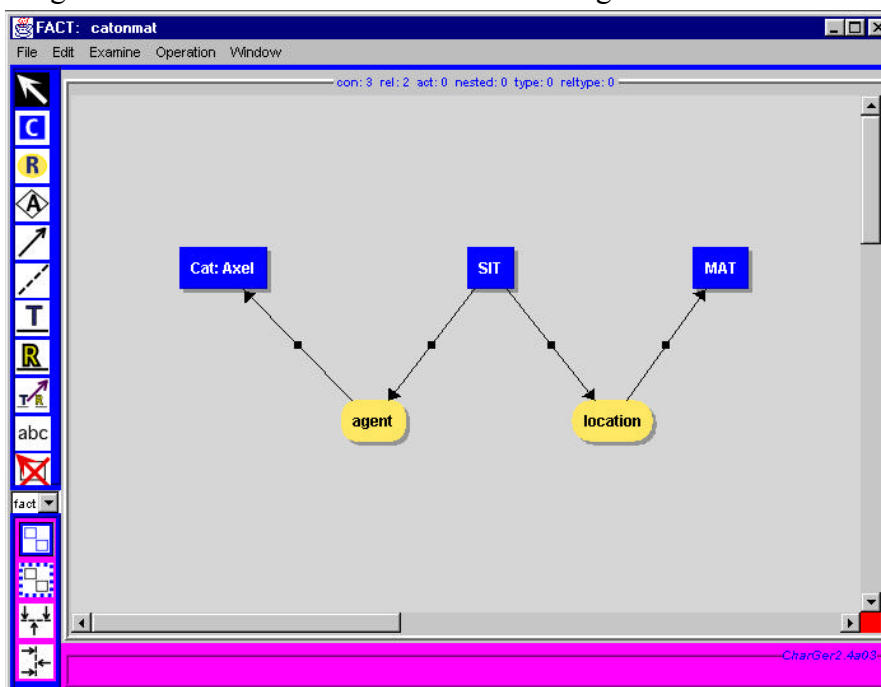 FACT: catonmat
File Edit Examine Operation Window
con: 3 rel: 2 act: 0 nested: 0 type: 0 reltype: 0
C
R
A
T
R
T/R
abc
fact
Cat: Axel
SIT
MAT
agent
location
CharGer2.4a03-